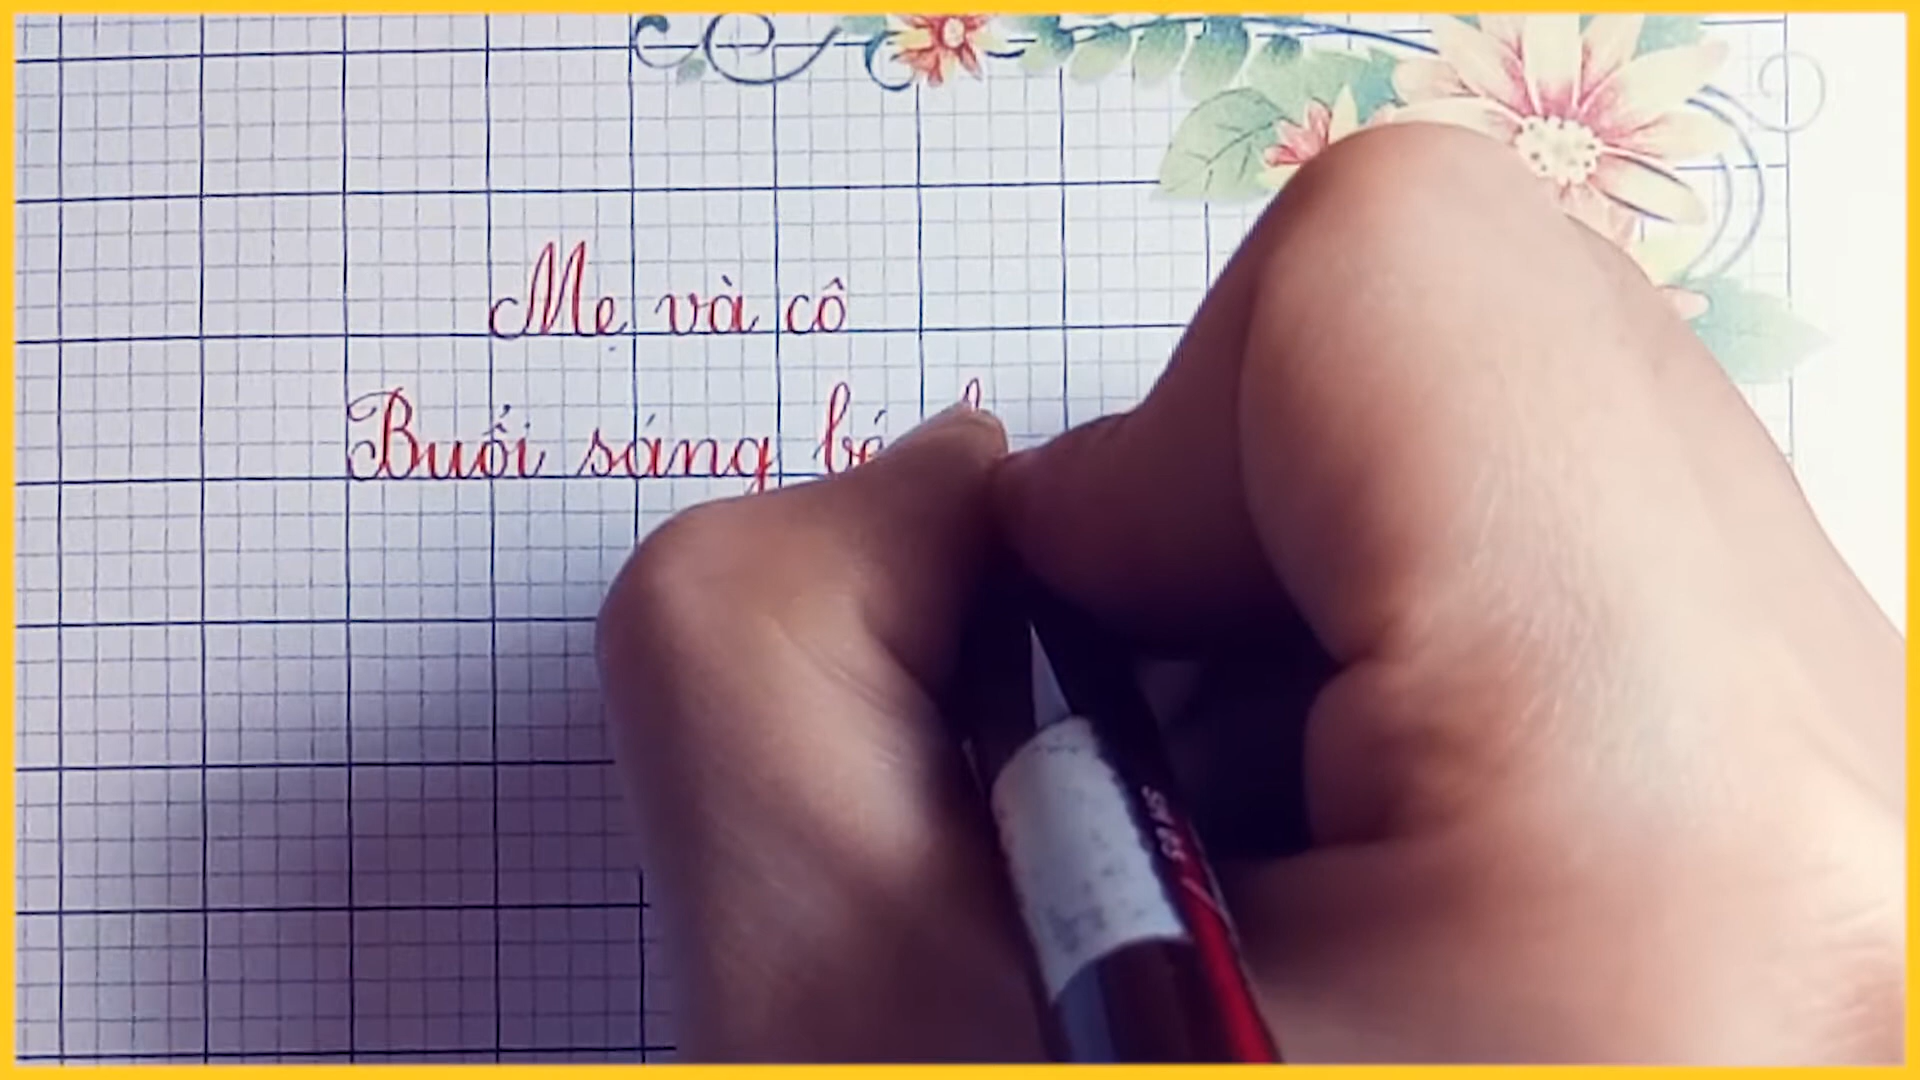 Mẹ và cô
Buổi sáng bé